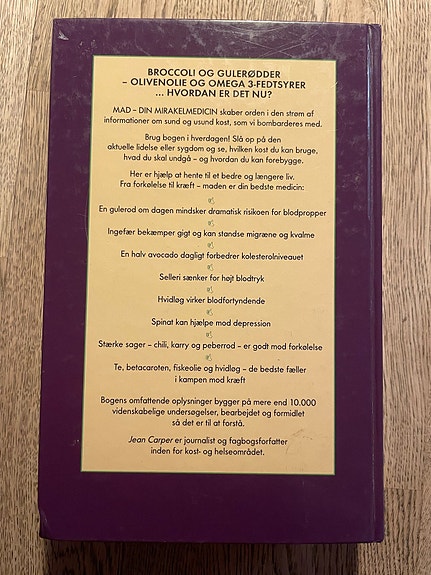 BROCCOLI OG GULERØDDER
– OLIVENOLIE OG OMEGA 3-FEDTSYRER
... HVORDAN ER DET NU?
MAD – DIN MIRAKELMEDICIN skaber orden i den strøm af
informationer om sund og usund kost, som vi bombarderes med.
Brug bogen i hverdagen! Slå op på den
aktuelle lidelse eller sygdom og se, hvilken kost du kan bruge,
hvad du skal undgå – og hvordan du kan forebygge.
Her er hjælp at hente til et bedre og længere liv.
Fra forkølelse til kræft – maden er din bedste medicin:
En gulerod om dagen mindsker dramatisk risikoen for blodpropper
Ingefær bekæmper gigt og kan standse migræne og kvalme
En halv avocado dagligt forbedrer kolesterolniveauet
Selleri sænker for højt blodtryk
Hvidløg virker blodfortyndende
Spinat kan hjælpe mod depression
Stærke sager – chili, karry og peberrod – er godt mod forkølelse
Te, betacaroten, fiskeolie og hvidløg – de bedste fæller
i kampen mod kræft
Bogens omfattende oplysninger bygger på mere end 10.000
videnskabelige undersøgelser, bearbejdet og formidlet
så det er til at forstå.
Jean Carper er journalist og fagbogsforfatter
inden for kost- og helseområdet.